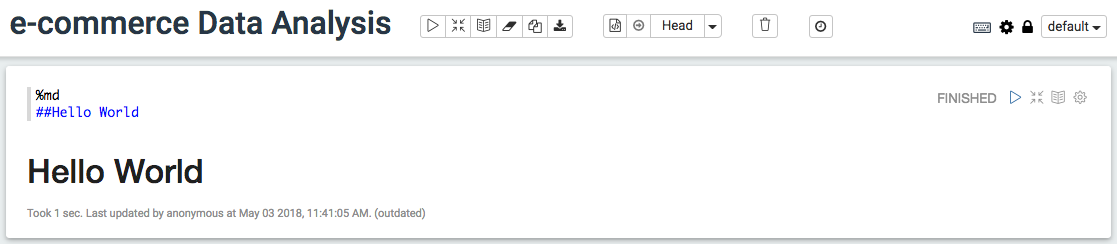 e-commerce Data Analysis
Head
default
%md
##Hello World
FINISHED
Hello World
Took 1 sec. Last updated by anonymous at May 03 2018, 11:41:05 AM. (outdated)